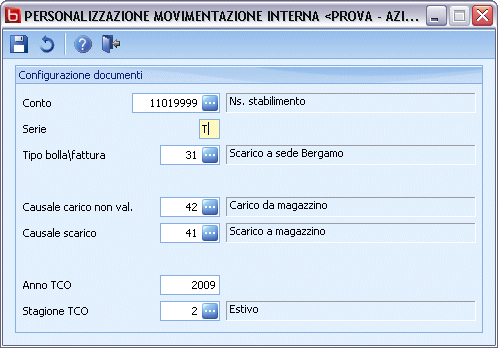 PERSONALIZZAZIONE MOVIMENTAZIONE INTERNA <PROVA - AZI...
Configurazione documenti
Conto 11019999 ... Ns. stabilimento
Serie T
Tipo bolla\fattura 31 ... Scarico a sede Bergamo
Causale carico non val. 42 ... Carico da magazzino
Causale scarico 41 ... Scarico a magazzino
Anno TCO 2009
Stagione TCO 2 ... Estivo